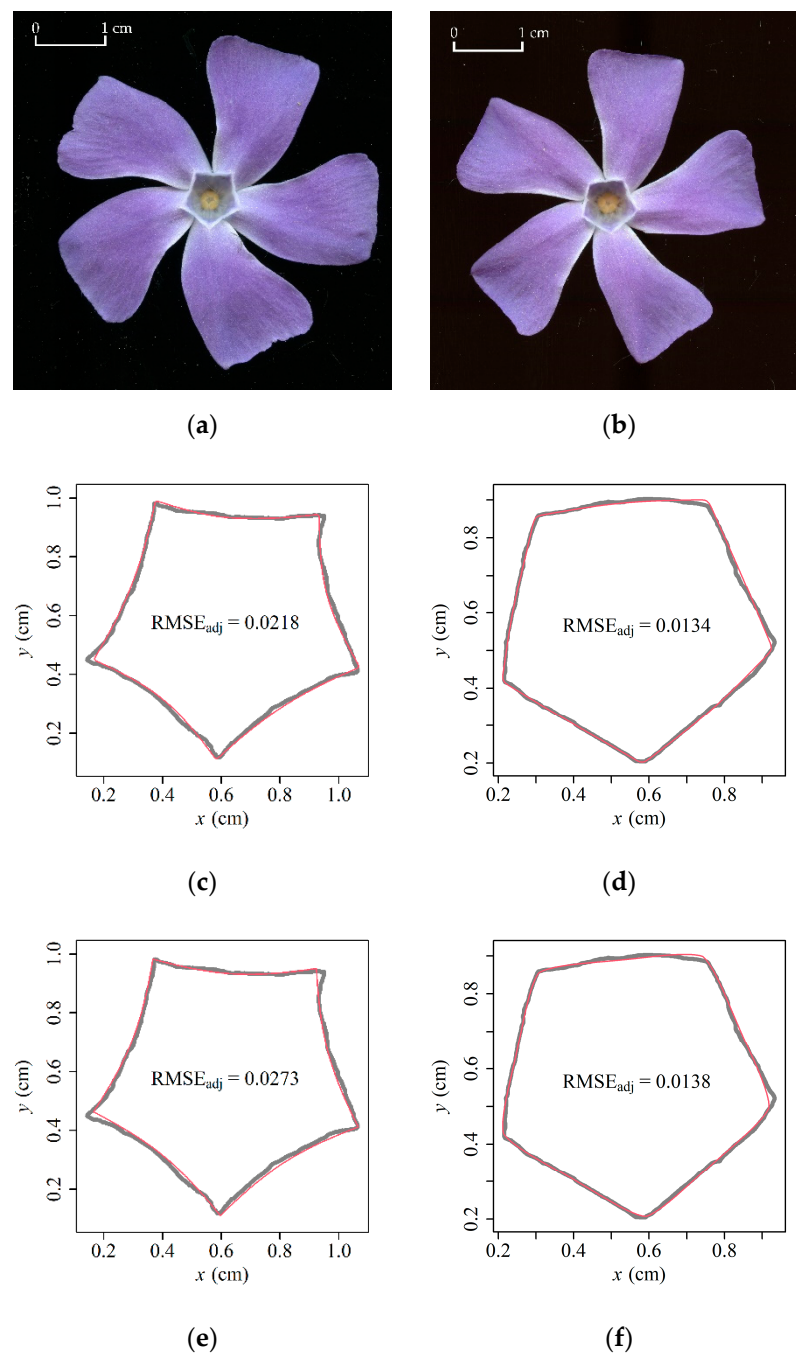 0 1 cm
0 1 cm
(a)
(b)
1.0
0.8
0.6
0.4
0.2
y (cm)
RMSEadj = 0.0218
0.2 0.4 0.6 0.8 1.0
x (cm)
0.8
0.6
0.4
0.2
y (cm)
RMSEadj = 0.0134
0.2 0.4 0.6 0.8
x (cm)
(c)
(d)
1.0
0.8
0.6
0.4
0.2
y (cm)
RMSEadj = 0.0273
0.2 0.4 0.6 0.8 1.0
x (cm)
0.8
0.6
0.4
0.2
y (cm)
RMSEadj = 0.0138
0.2 0.4 0.6 0.8
x (cm)
(e)
(f)